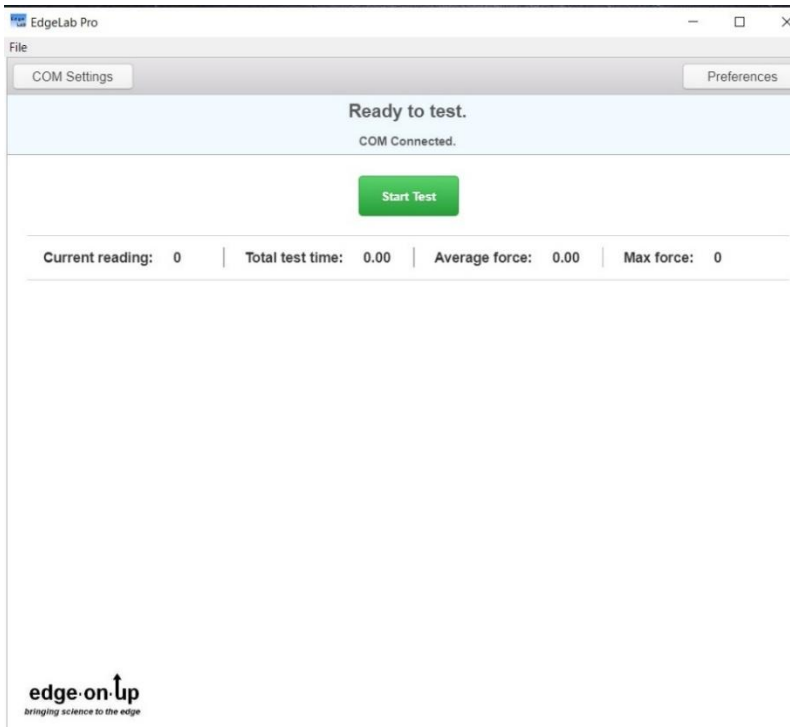 EdgeLab Pro
File
COM Settings Preferences
Ready to test.
COM Connected.
Start Test
Current reading: 0 Total test time: 0.00 Average force: 0.00 Max force: 0
edge·on·up
bringing science to the edge